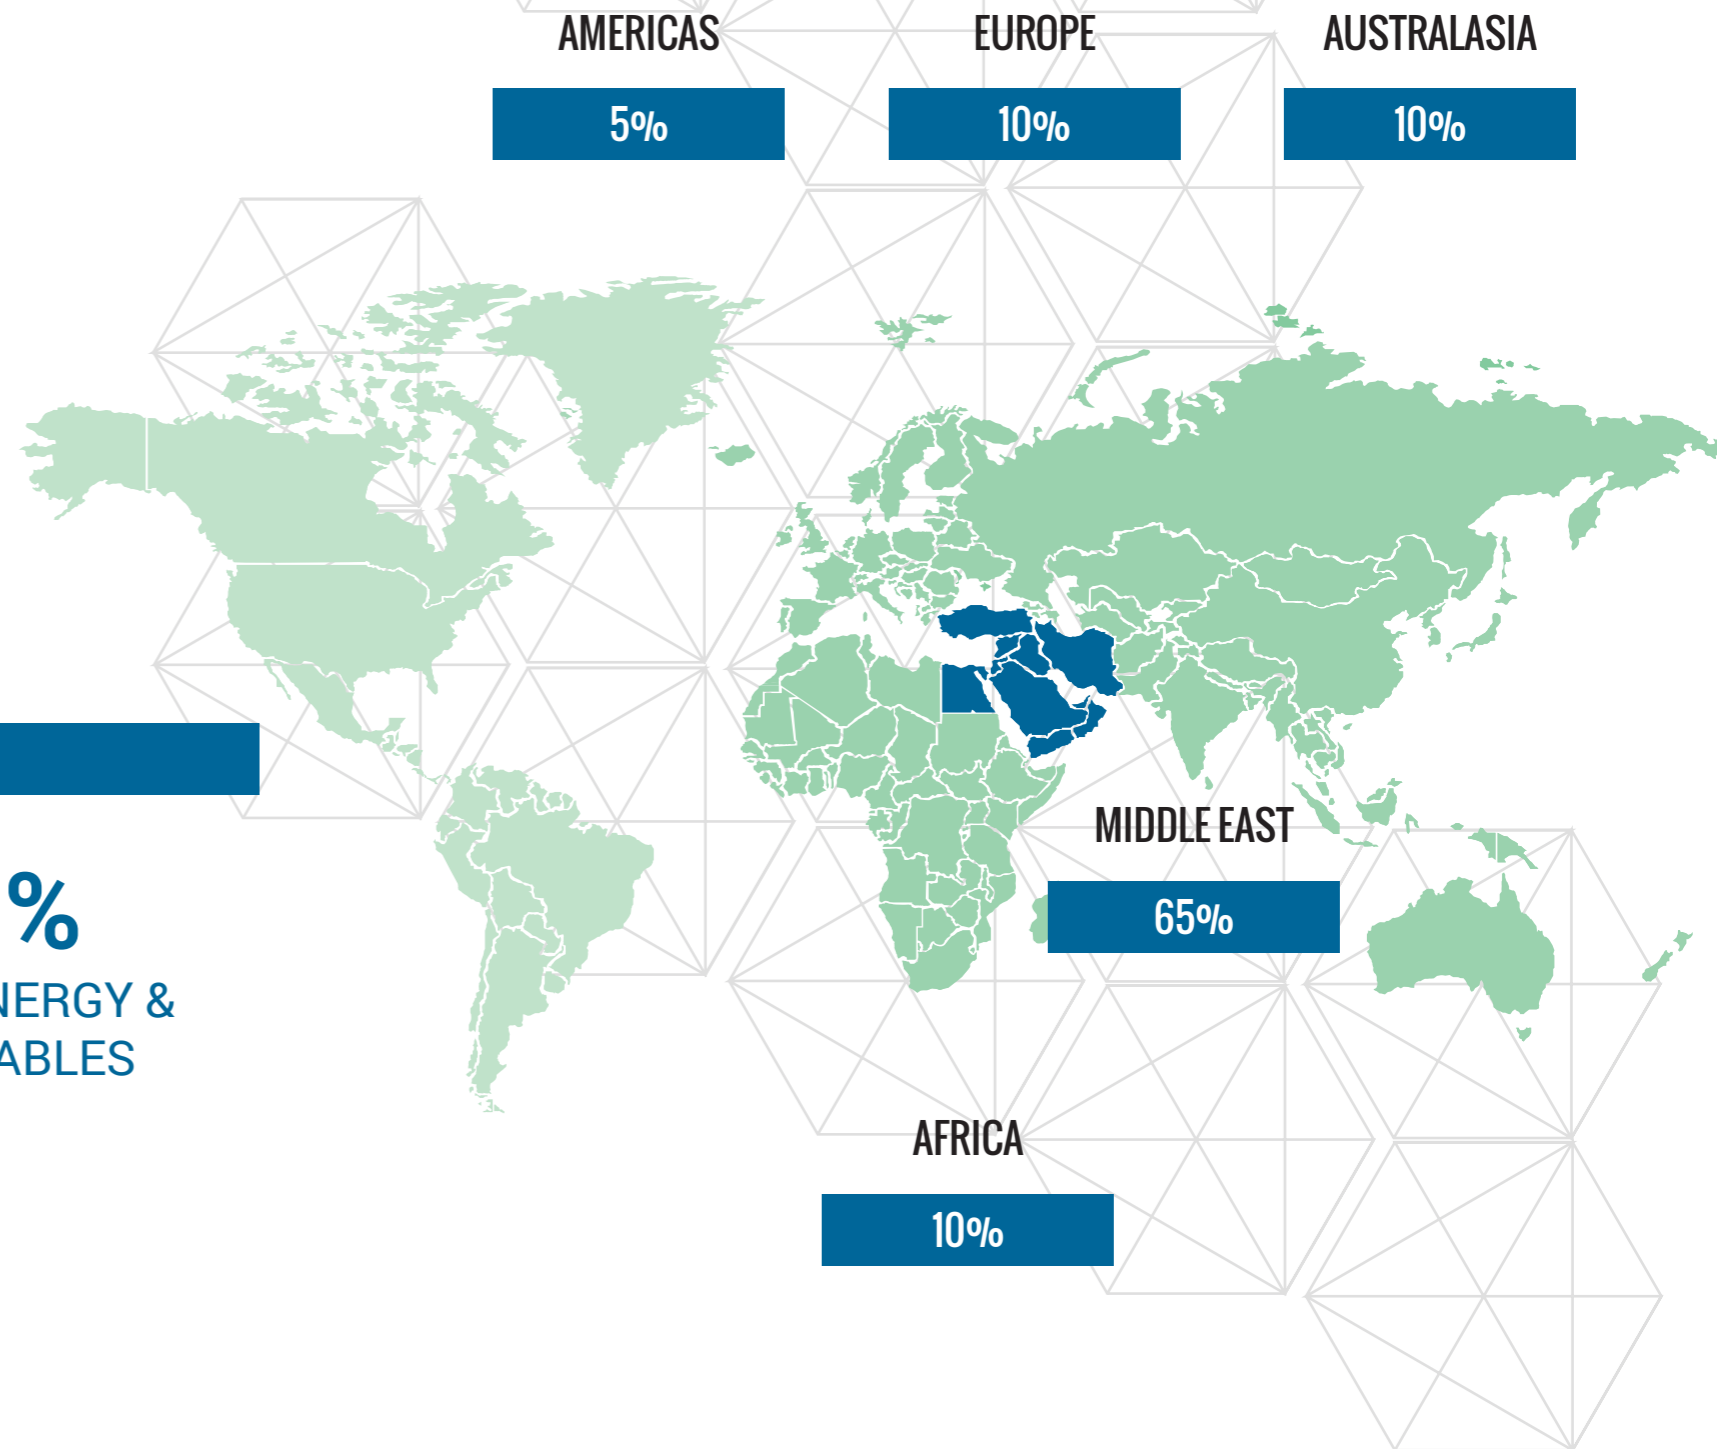 AMERICAS
EUROPE
AUSTRALASIA
5%
10%
10%
MIDDLE EAST
65%
%
NERGY &
ABLES
AFRICA
10%